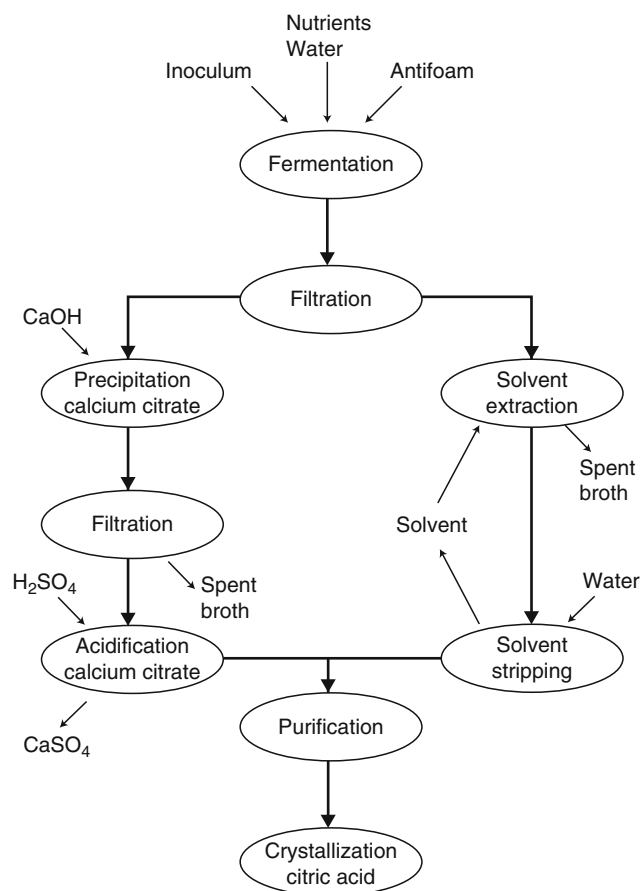 Nutrients
Water
Inoculum
Antifoam
Fermentation
Filtration
CaOH
Precipitation
calcium citrate
Solvent
extraction
Spent
broth
Filtration
Solvent
H₂SO₄
Spent
broth
Water
Acidification
calcium citrate
Solvent
stripping
CaSO₄
Purification
Crystallization
citric acid